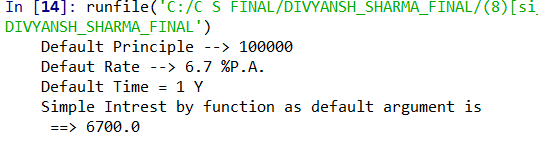 In [14]: runfile('C:/C S FINAL/DIVYANSH_SHARMA_FINAL/(8)[si_
DIVYANSH_SHARMA_FINAL')
Default Principle --> 100000
Defaut Rate --> 6.7 %P.A.
Default Time = 1 Y
Simple Intrest by function as default argument is
==> 6700.0